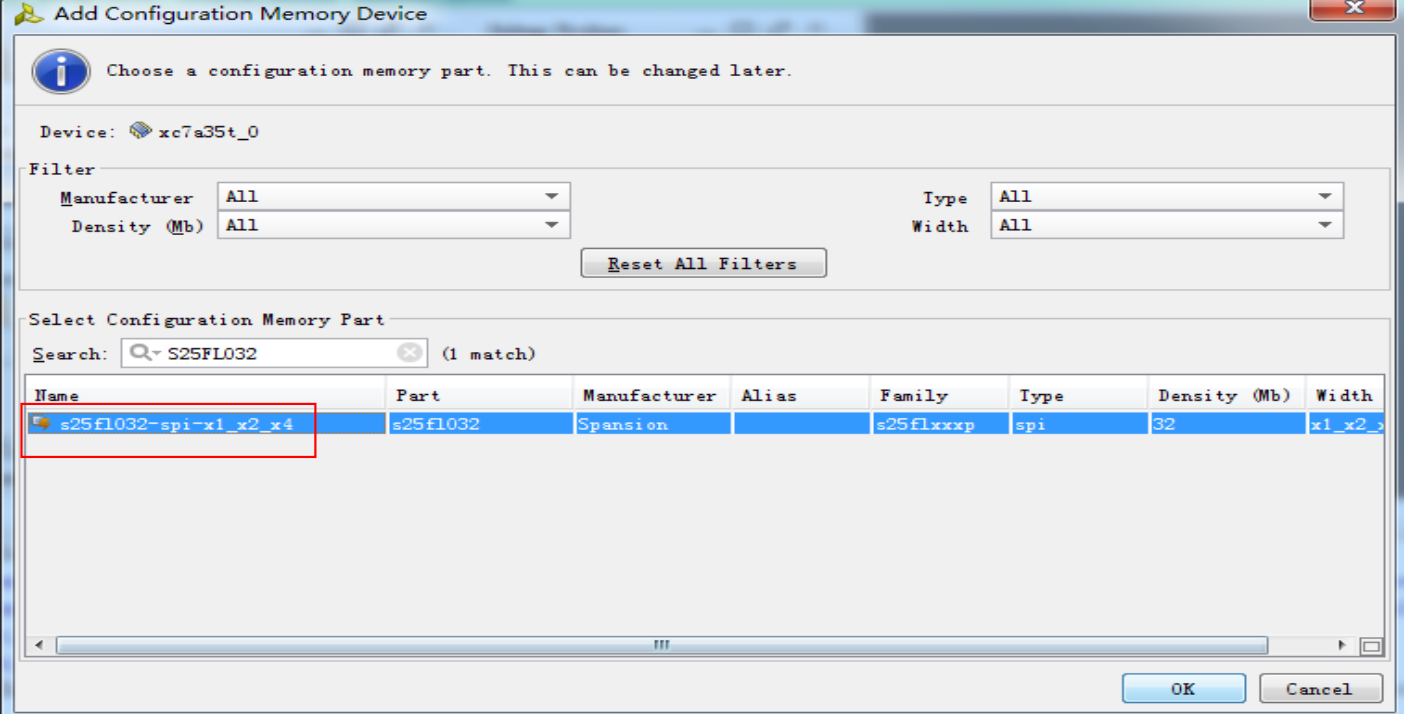 Add Configuration Memory Device
Choose a configuration memory part. This can be changed later.
Device: xc7a35t_0
Filter
Manufacturer All Type All
Density (Mb) All Width All
Reset All Filters
Select Configuration Memory Part
Search: S25FL032 (1 match)
Name Part Manufacturer Alias Family Type Density (Mb) Width
s25fl032-spi-x1_x2_x4 s25fl032 Spansion s25flxxxp spi 32 x1_x2_
OK Cancel